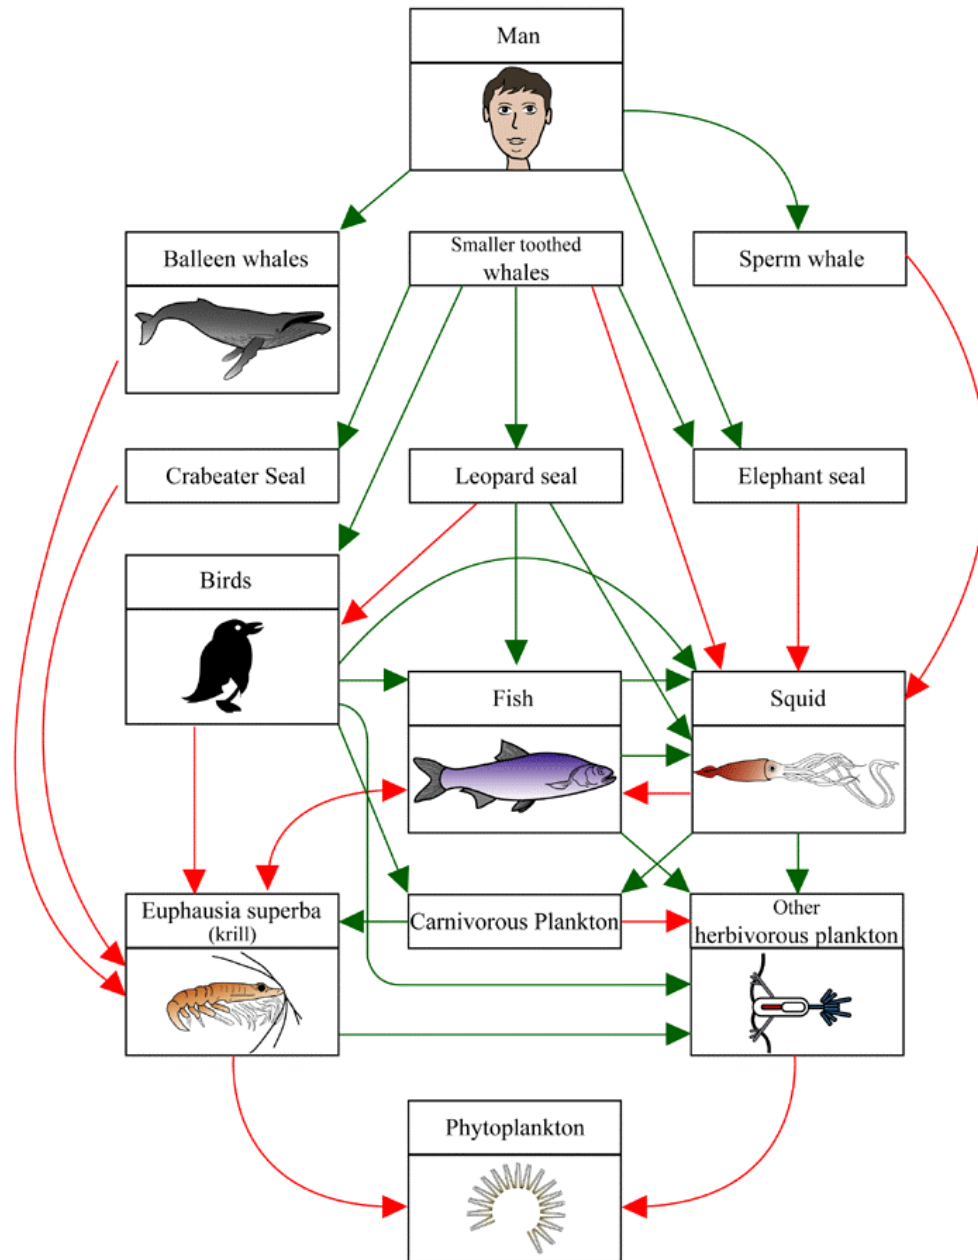 Man
Balleen whales
Smaller toothed
whales
Sperm whale
Crabeater Seal
Leopard seal
Elephant seal
Birds
Fish
Squid
Euphausia superba
(krill)
Carnivorous Plankton
Other
herbivorous plankton
Phytoplankton